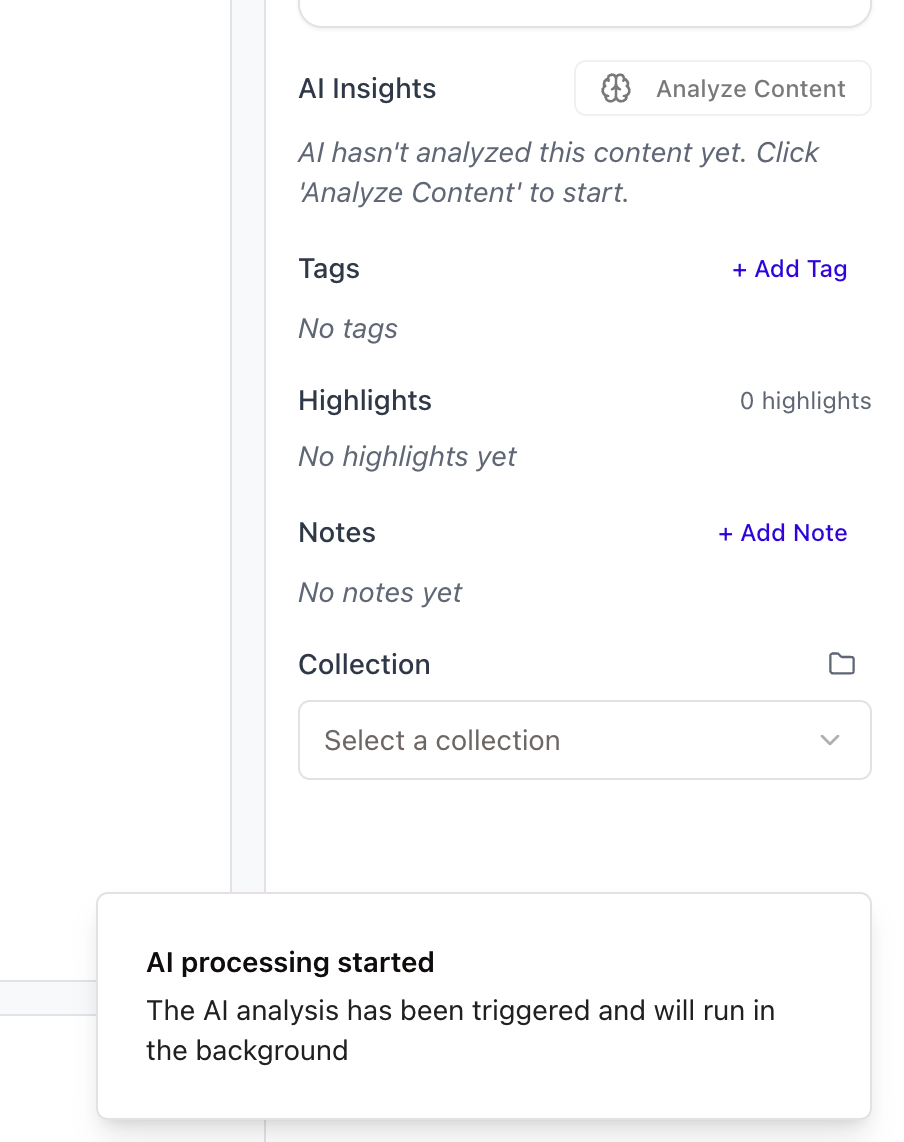 AI Insights
Analyze Content
AI hasn't analyzed this content yet. Click
'Analyze Content' to start.
Tags
+ Add Tag
No tags
Highlights
0 highlights
No highlights yet
Notes
+ Add Note
No notes yet
Collection
Select a collection
AI processing started
The AI analysis has been triggered and will run in
the background